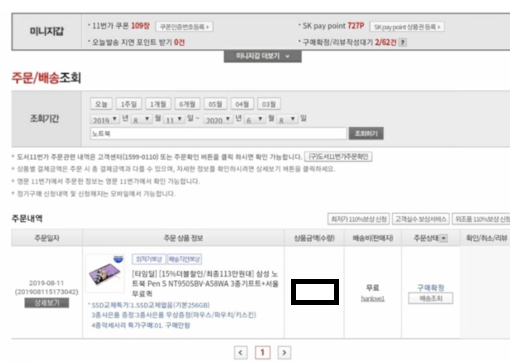 미니지갑
· 11번가 쿠폰 109장 쿠폰인증번호등록 ›
· SK pay point 727P SK pay point 상품권 등록 ›
· 오늘발송 지연 포인트 받기 0건
· 구매확정/리뷰작성대기 2/62건 ?
미니지갑 더보기
주문/배송조회
조회기간
오늘 1주일 1개월 6개월 05월 04월 03월
2019 년 8 월 11 일 ~ 2020 년 6 월 8 일
노트북 조회하기
* 도서11번가 주문관련 내역은 고객센터(1599-0110) 또는 주문확인 버튼을 클릭 하시면 확인 가능합니다. (구)도서11번가주문확인
* 상품별 결제금액은 주문 시 총 결제금액과 다를 수 있으며, 자세한 정보를 확인하시려면 상세보기 버튼을 클릭하세요.
* 영문 11번가에서 주문한 정보는 영문 11번가에서 확인 가능합니다.
* 정기구매 신청내역 및 신청해지는 모바일에서 가능합니다.
주문내역
최저가 110%보상 신청 고객실수 보상서비스 위조품 110%보상 신청
주문일자 주문 상품 정보 상품금액(수량) 배송비(판매자) 주문상태 확인/취소/리뷰
2019-08-11
(201908115173042)
상세보기
최저가보상 배송지연보상
[타임딜] [15%더블할인/최종113만원대] 삼성 노
트북 Pen S NT950SBV-A58WA 3종기프트+서울
무료퀵
* SSD교체특가:1.SSD교체없음(기본256GB)
3종사은품 증정:3종사은품 무상증정(마우스/파우치/키스킨)
4종악세사리 특가구매:01. 구매안함
무료
hanlove1
구매확정
배송조회
1